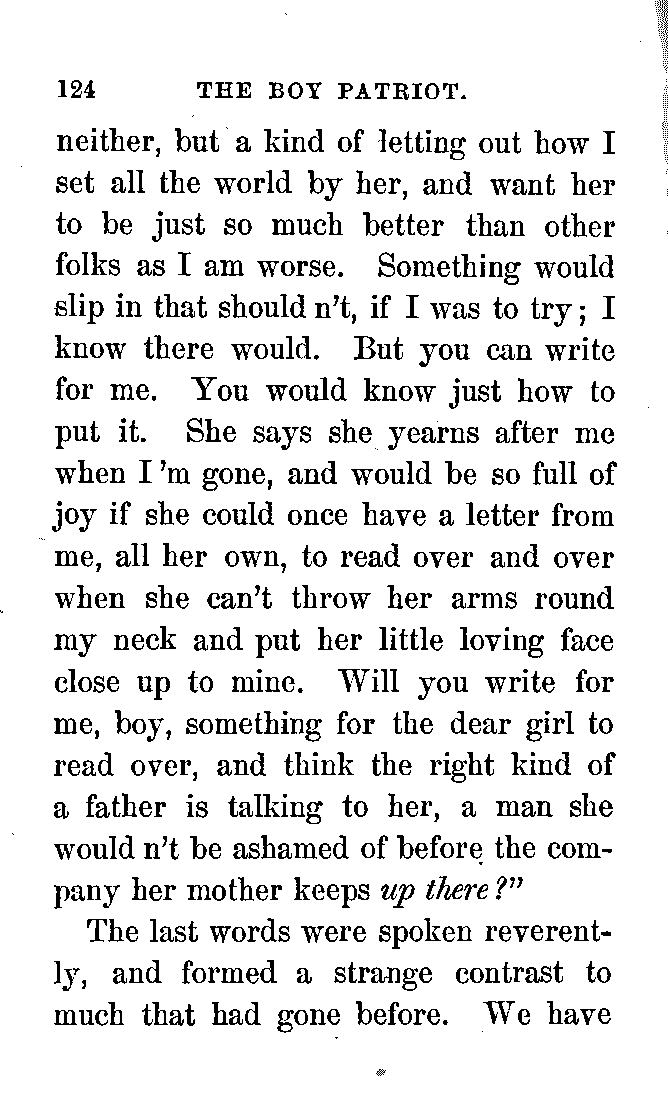 124 THE BOY PATRIOT.
neither, but a kind of letting out how I
set all the world by her, and want her
to be just so much better than other
folks as I am worse. Something would
slip in that should n't, if I was to try; I
know there would. But you can write
for me. You would know just how to
put it. She says she yearns after me
when I 'm gone, and would be so full of
joy if she could once have a letter from
me, all her own, to read over and over
when she can't throw her arms round
my neck and put her little loving face
close up to mine. Will you write for
me, boy, something for the dear girl to
read over, and think the right kind of
a father is talking to her, a man she
would n't be ashamed of before the com-
pany her mother keeps up there?"
The last words were spoken reverent-
ly, and formed a strange contrast to
much that had gone before. We have